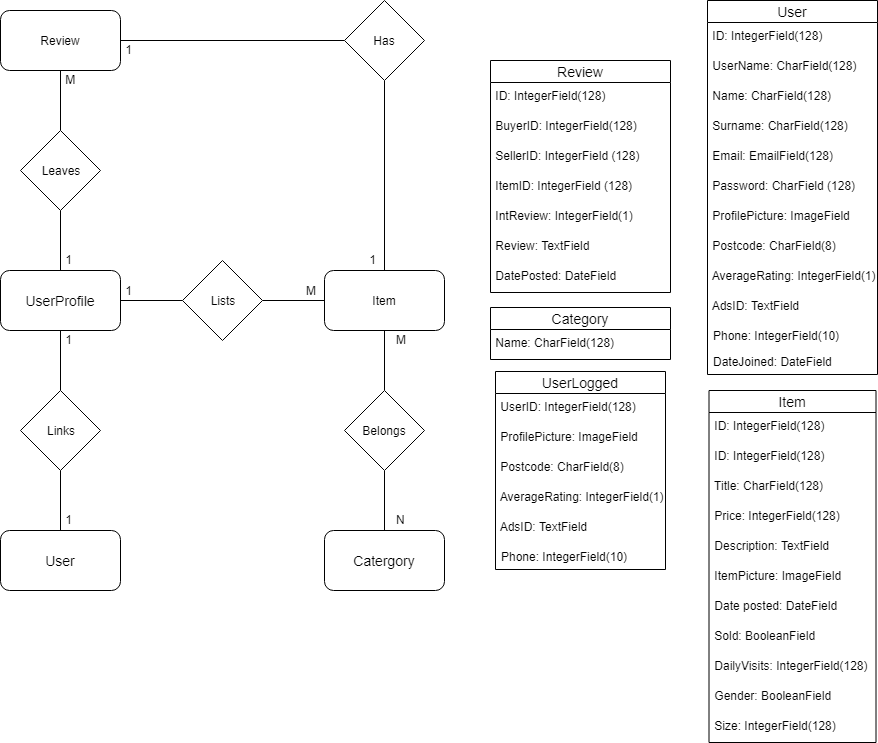 Review
1
Has
M
Leaves
1
1
UserProfile
1
Lists
M
Item
1
M
Links
Belongs
1
N
User
Catergory
Review
ID: IntegerField(128)
BuyerID: IntegerField(128)
SellerID: IntegerField (128)
ItemID: IntegerField (128)
IntReview: IntegerField(1)
Review: TextField
DatePosted: DateField
Category
Name: CharField(128)
UserLogged
UserID: IntegerField(128)
ProfilePicture: ImageField
Postcode: CharField(8)
AverageRating: IntegerField(1)
AdsID: TextField
Phone: IntegerField(10)
User
ID: IntegerField(128)
UserName: CharField(128)
Name: CharField(128)
Surname: CharField(128)
Email: EmailField(128)
Password: CharField (128)
ProfilePicture: ImageField
Postcode: CharField(8)
AverageRating: IntegerField(1)
AdsID: TextField
Phone: IntegerField(10)
DateJoined: DateField
Item
ID: IntegerField(128)
ID: IntegerField(128)
Title: CharField(128)
Price: IntegerField(128)
Description: TextField
ItemPicture: ImageField
Date posted: DateField
Sold: BooleanField
DailyVisits: IntegerField(128)
Gender: BooleanField
Size: IntegerField(128)